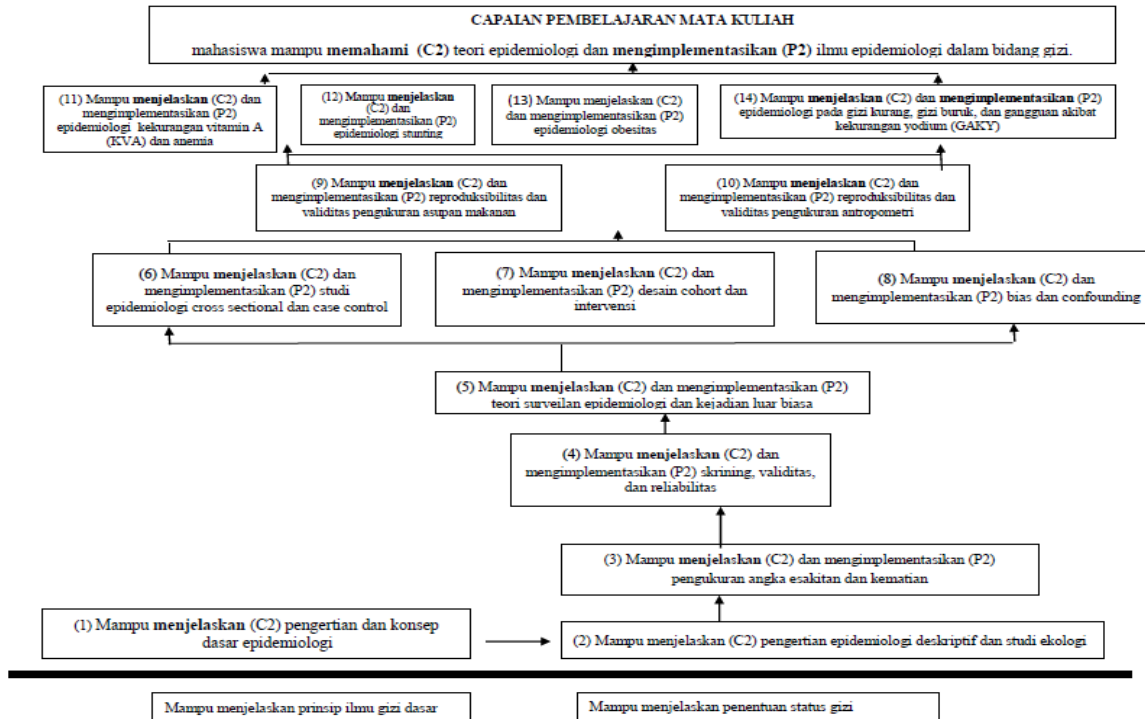 CAPAIAN PEMBELAJARAN MATA KULIAH
mahasiswa mampu memahami (C2) teori epidemiologi dan mengimplementasikan (P2) ilmu epidemiologi dalam bidang gizi.
(11) Mampu menjelaskan (C2) dan
mengimplementasikan (P2)
epidemiologi kekurangan vitamin A
(KVA) dan anemia
(12) Mampu menjelaskan
(C2) dan
mengimplementasikan (P2)
epidemiologi stunting
(13) Mampu menjelaskan (C2)
dan mengimplementasikan (P2)
epidemiologi obesitas
(14) Mampu menjelaskan (C2) dan mengimplementasikan (P2)
epidemiologi pada gizi kurang, gizi buruk, dan gangguan akibat
kekurangan yodium (GAKY)
(9) Mampu menjelaskan (C2) dan
mengimplementasikan (P2) reproduksibilitas dan
validitas pengukuran asupan makanan
(10) Mampu menjelaskan (C2) dan
mengimplementasikan (P2) reproduksibilitas dan
validitas pengukuran antropometri
(6) Mampu menjelaskan (C2) dan
mengimplementasikan (P2) studi
epidemiologi cross sectional dan case control
(7) Mampu menjelaskan (C2) dan
mengimplementasikan (P2) desain cohort dan
intervensi
(8) Mampu menjelaskan (C2) dan
mengimplementasikan (P2) bias dan confounding
(5) Mampu menjelaskan (C2) dan mengimplementasikan (P2)
teori surveilan epidemiologi dan kejadian luar biasa
(4) Mampu menjelaskan (C2) dan
mengimplementasikan (P2) skrining, validitas,
dan reliabilitas
(3) Mampu menjelaskan (C2) dan mengimplementasikan (P2)
pengukuran angka esakitan dan kematian
(1) Mampu menjelaskan (C2) pengertian dan konsep
dasar epidemiologi
(2) Mampu menjelaskan (C2) pengertian epidemiologi deskriptif dan studi ekologi
Mampu menjelaskan prinsip ilmu gizi dasar
Mampu menjelaskan penentuan status gizi